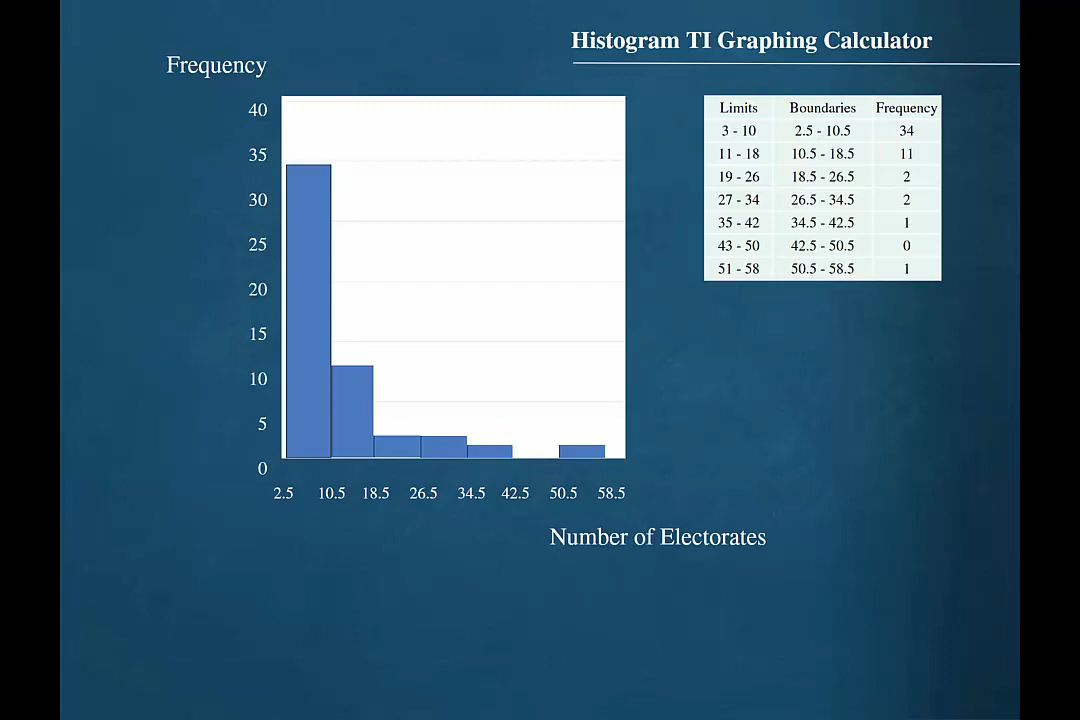 Histogram TI Graphing Calculator
Frequency
40
35
30
25
20
15
10
5
0
2.5 10.5 18.5 26.5 34.5 42.5 50.5 58.5
Number of Electorates
Limits Boundaries Frequency
3 - 10 2.5 - 10.5 34
11 - 18 10.5 - 18.5 11
19 - 26 18.5 - 26.5 2
27 - 34 26.5 - 34.5 2
35 - 42 34.5 - 42.5 1
43 - 50 42.5 - 50.5 0
51 - 58 50.5 - 58.5 1